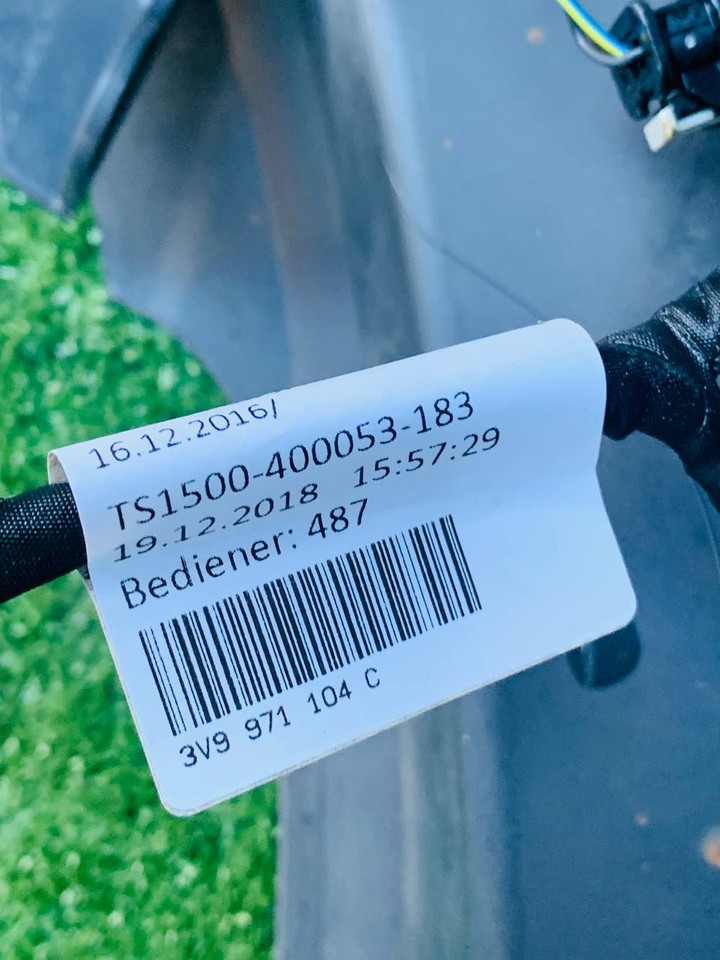 16.12.2016/
TS1500-400053-183
19.12.2018 15:57:29
Bediener: 487
3V9 971 104 C